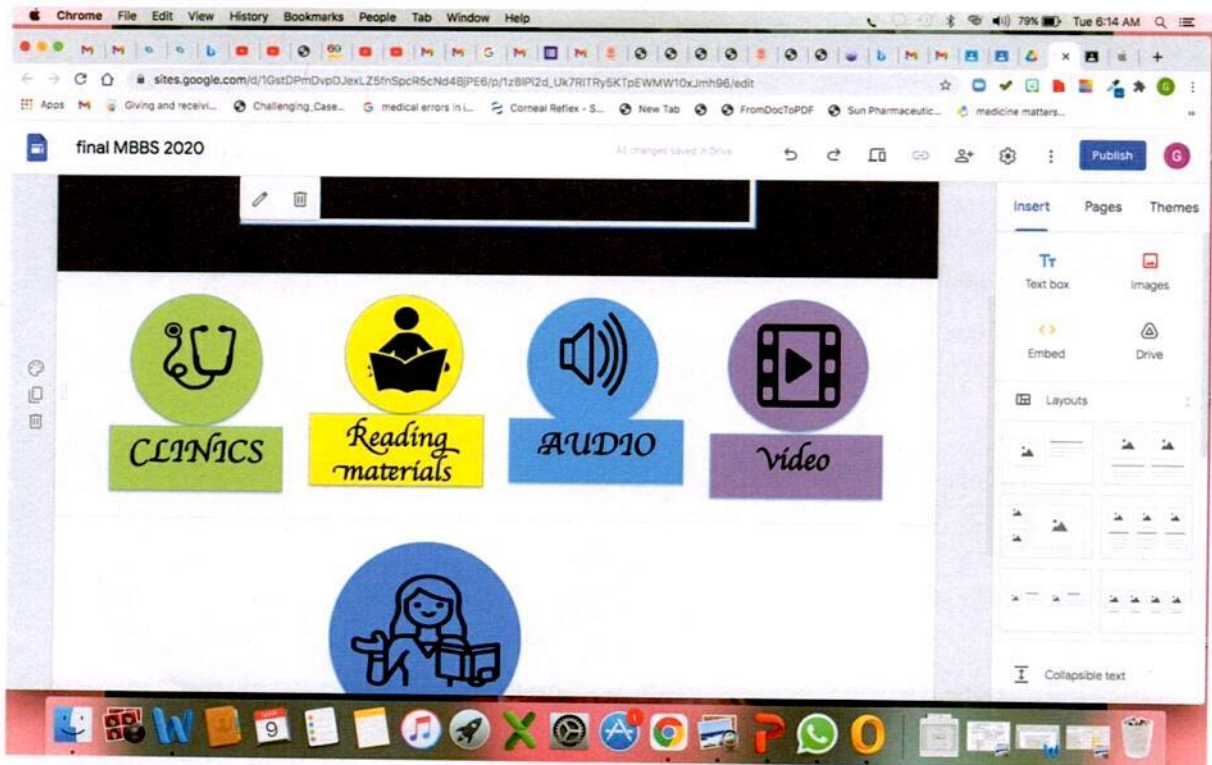 Chrome File Edit View History Bookmarks People Tab Window Help 79% Tue 6:14 AM
sites.google.com/d/1GstDPmDvpDJexLZ5fnSpcR5cNd4BjPE6/p/1z8lPl2d_Uk7RITRy5KTpEWMW10xJmh96/edit
Apps Giving and receivi... Challenging_Case... medical errors in i... Corneal Reflex - S... New Tab FromDocToPDF Sun Pharmaceutic... medicine matters...
final MBBS 2020 All changes saved in Drive Publish G
Insert Pages Themes
Text box Images
Embed Drive
Layouts
CLINICS
Reading
materials
AUDIO
Video
Collapsible text
9